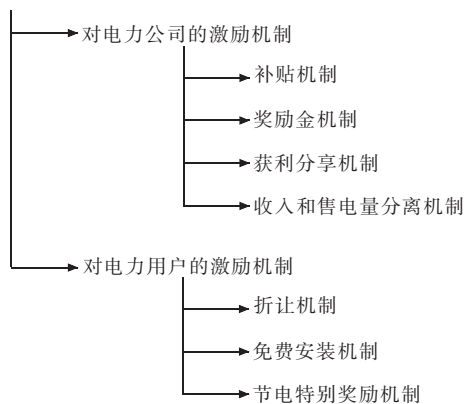 对电力公司的激励机制
补贴机制
奖励金机制
获利分享机制
收入和售电量分离机制
对电力用户的激励机制
折让机制
免费安装机制
节电特别奖励机制